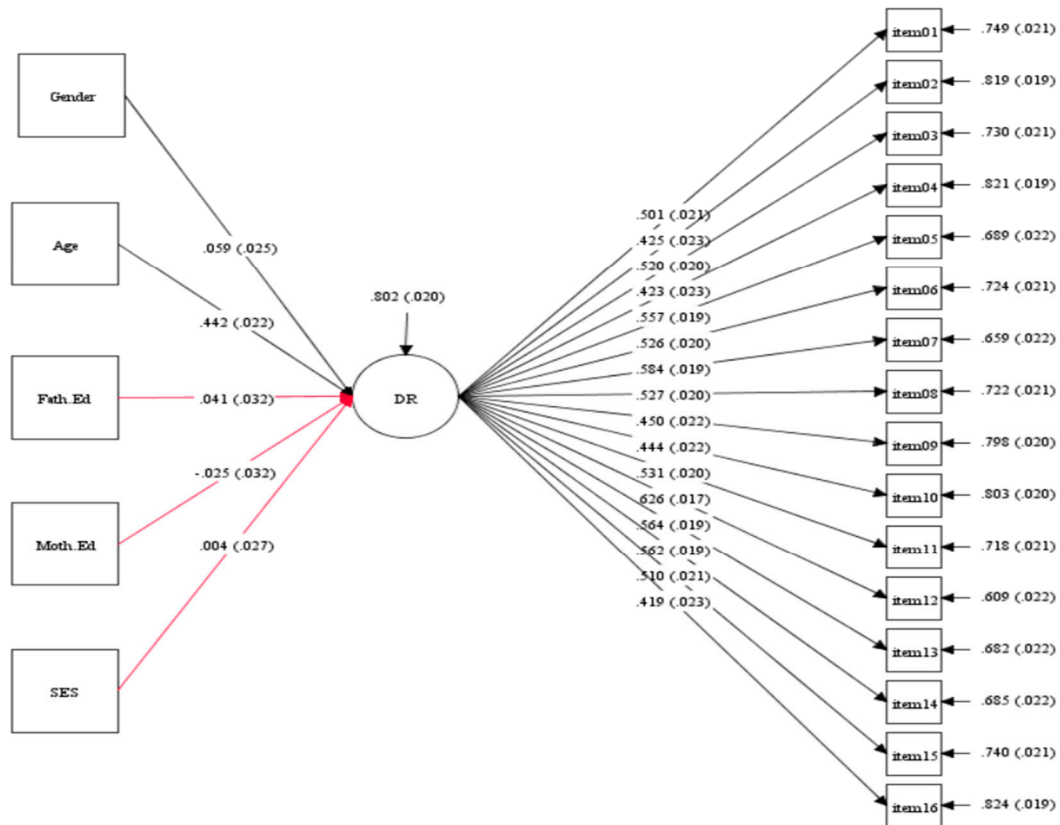 Gender
Age
Fath.Ed
Moth.Ed
SES
.059 (.025)
.442 (.022)
.041 (.032)
-.025 (.032)
.004 (.027)
.802 (.020)
DR
.501 (.021)
.425 (.023)
.520 (.020)
.423 (.023)
.557 (.019)
.526 (.020)
.584 (.019)
.527 (.020)
.450 (.022)
.444 (.022)
.531 (.020)
.626 (.017)
.564 (.019)
.562 (.019)
.510 (.021)
.419 (.023)
item01 .749 (.021)
item02 .819 (.019)
item03 .730 (.021)
item04 .821 (.019)
item05 .689 (.022)
item06 .724 (.021)
item07 .659 (.022)
item08 .722 (.021)
item09 .798 (.020)
item10 .803 (.020)
item11 .718 (.021)
item12 .609 (.022)
item13 .682 (.022)
item14 .685 (.022)
item15 .740 (.021)
item16 .824 (.019)